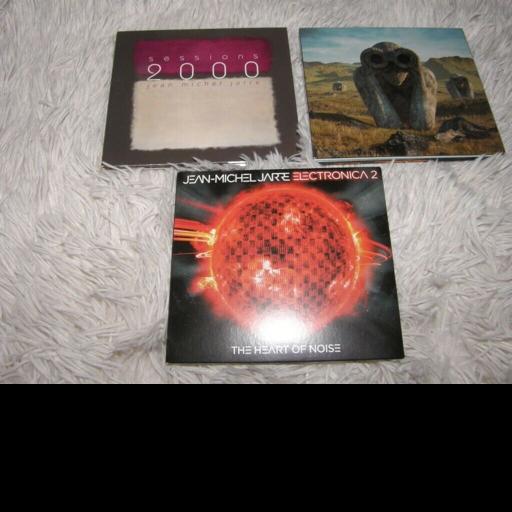 sessions
2000
jean michel jarre
JEAN-MICHEL JARRE ELECTRONICA 2
THE HEART OF NOISE